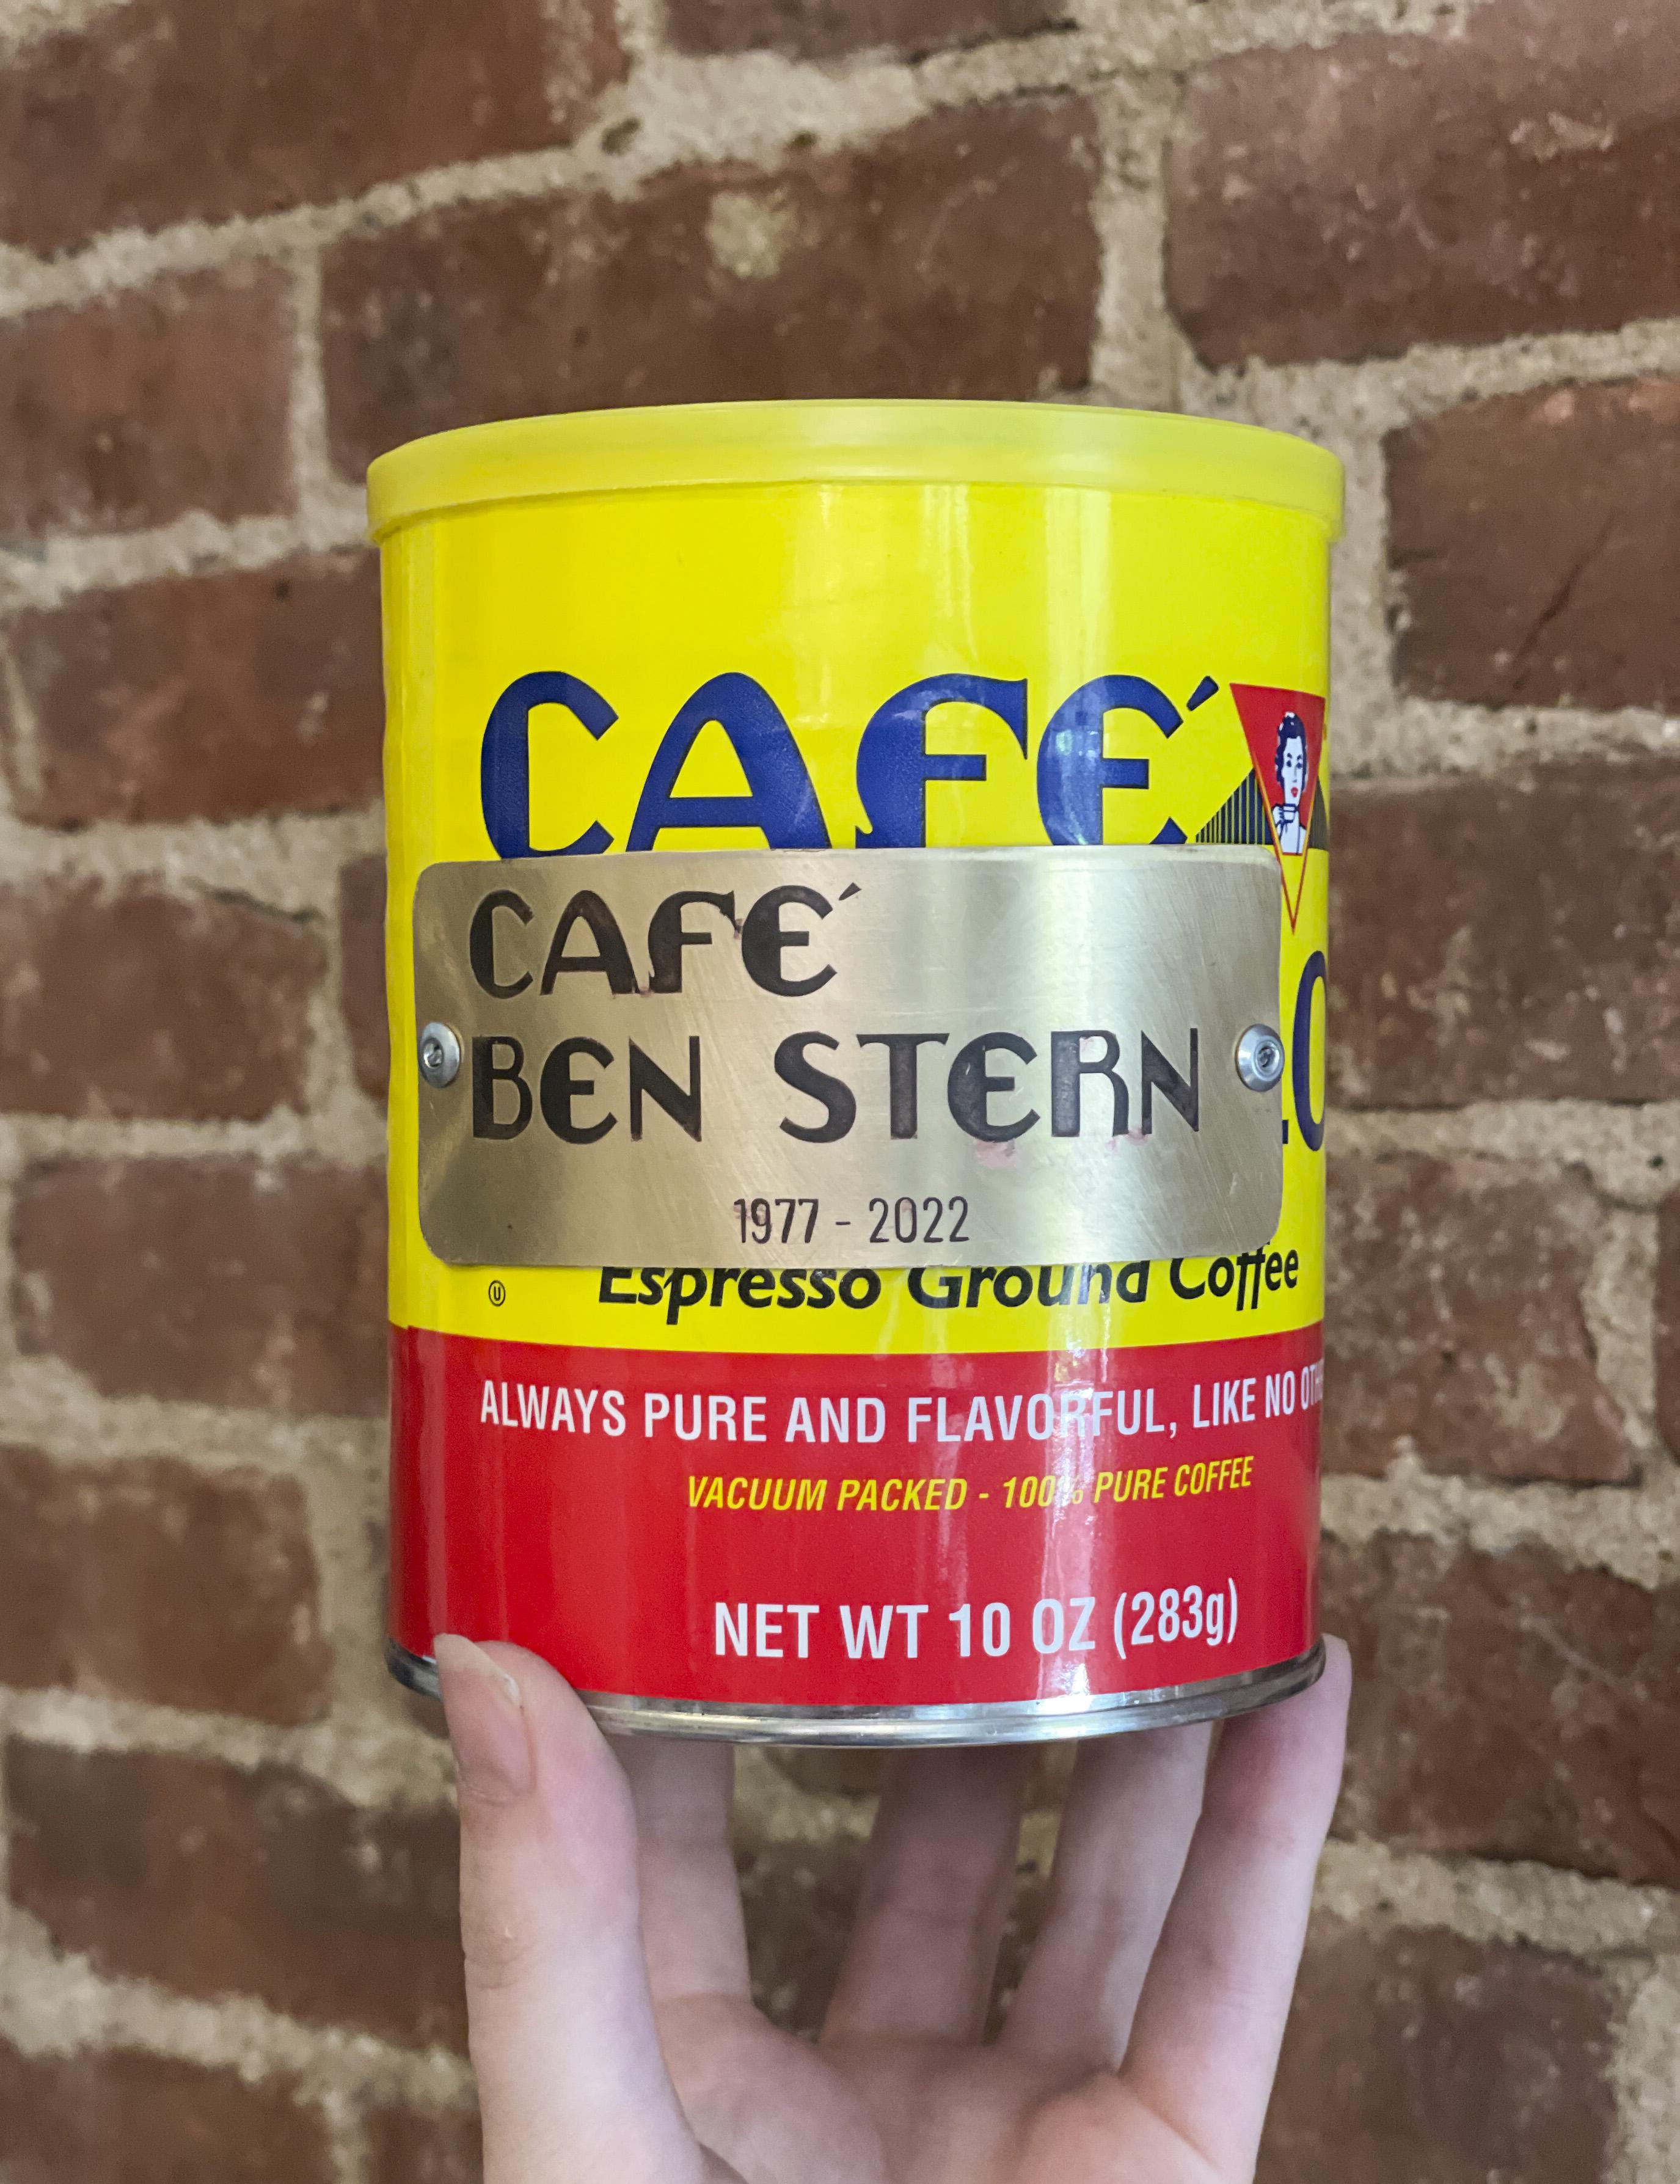 CAFÉ
CAFÉ
BEN STERN
1977 - 2022
Espresso Ground Coffee
U
ALWAYS PURE AND FLAVORFUL, LIKE NO
VACUUM PACKED - 100% PURE COFFEE
NET WT 10 OZ (283g)